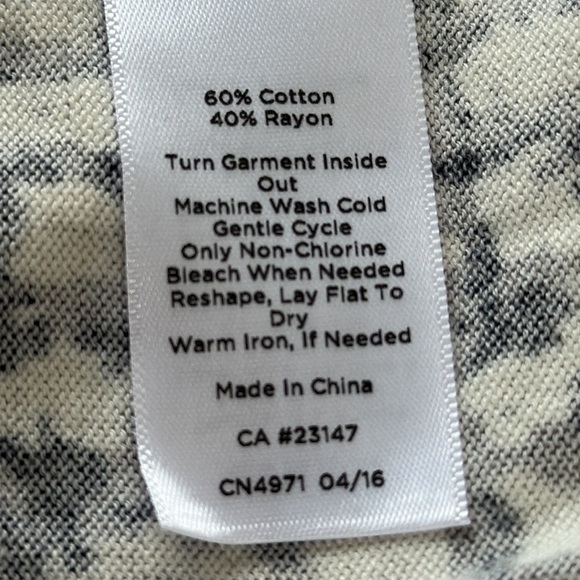 60% Cotton
40% Rayon
Turn Garment Inside
Out
Machine Wash Cold
Gentle Cycle
Only Non-Chlorine
Bleach When Needed
Reshape, Lay Flat To
Dry
Warm Iron, If Needed
Made In China
CA #23147
CN4971 04/16